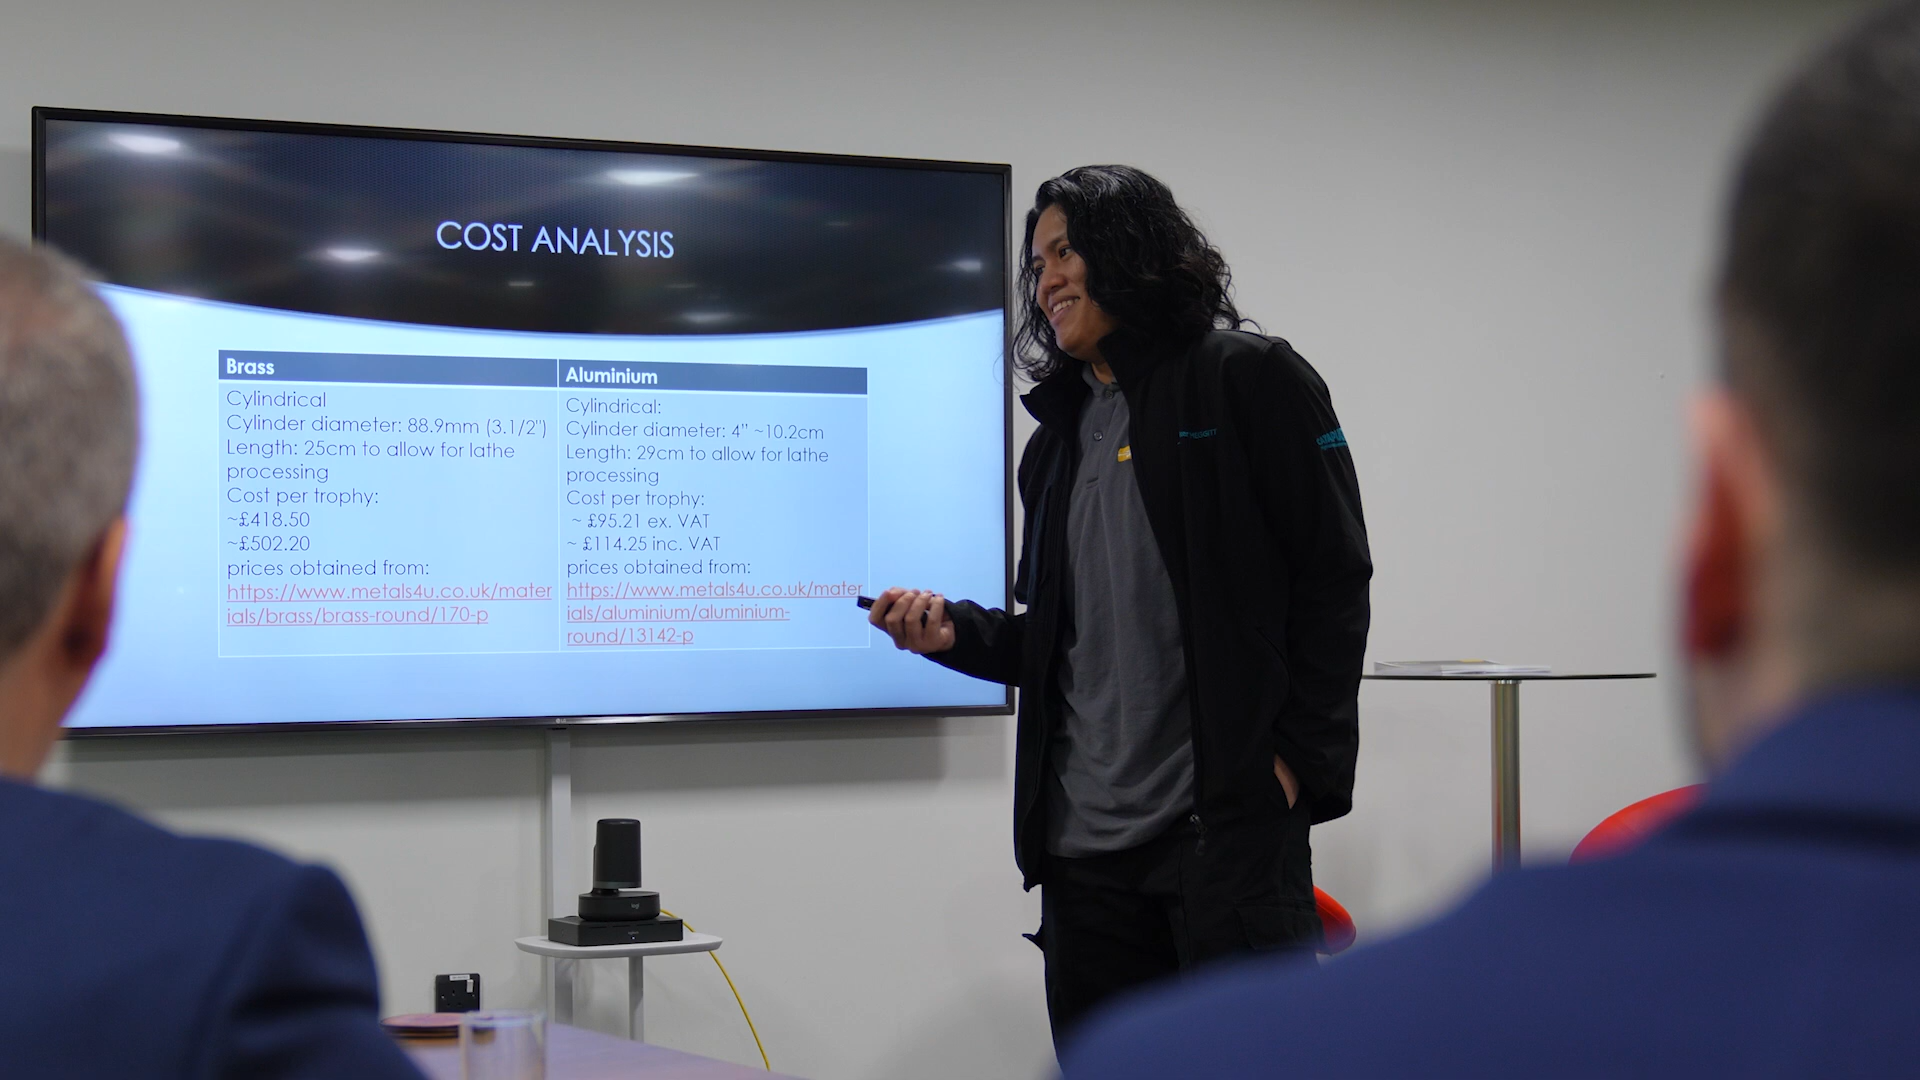 COST ANALYSIS
Brass
Cylindrical
Cylinder diameter: 88.9mm (3.1/2")
Length: 25cm to allow for lathe
processing
Cost per trophy:
~£418.50
~£502.20
prices obtained from:
https://www.metals4u.co.uk/mater
ials/brass/brass-round/170-p
Aluminium
Cylindrical:
Cylinder diameter: 4” ~10.2cm
Length: 29cm to allow for lathe
processing
Cost per trophy:
~ £95.21 ex. VAT
~ £114.25 inc. VAT
prices obtained from:
https://www.metals4u.co.uk/mater
ials/aluminium/aluminium-
round/13142-p
LG
logi